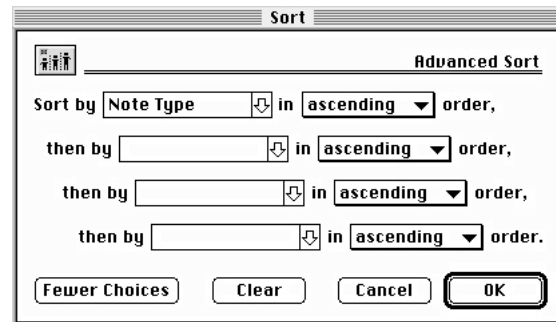 Sort
Advanced Sort
Sort by Note Type in ascending order,
then by in ascending order,
then by in ascending order,
then by in ascending order.
Fewer Choices Clear Cancel OK